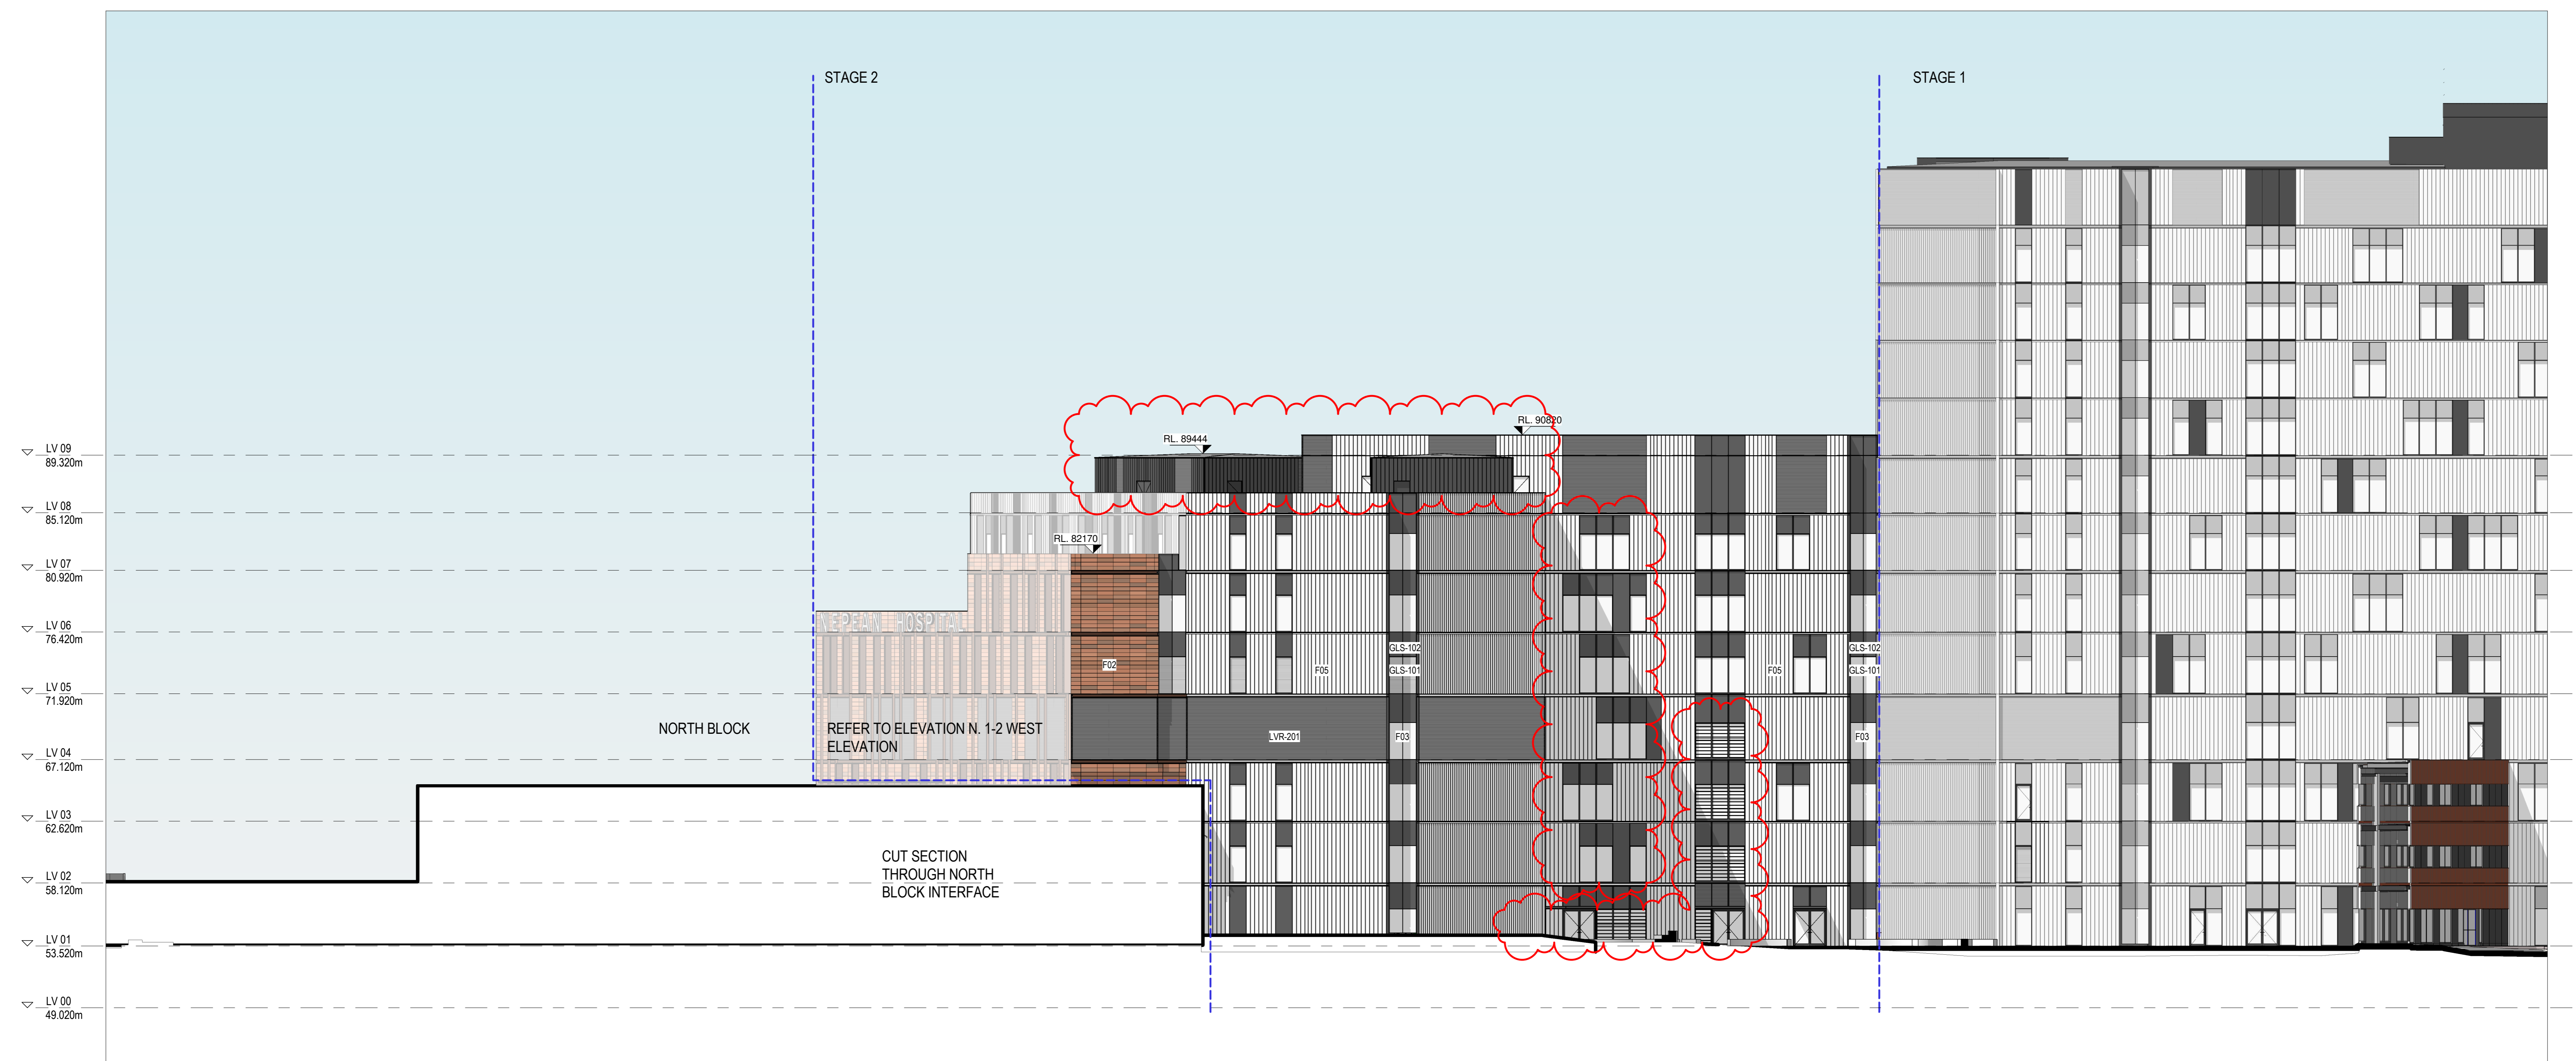 STAGE 2
STAGE 1
RL. 90820
RL. 89444
LV 09
89.320m
LV 08
85.120m
RL. 82170
LV 07
80.920m
NEPEAN HOSPITAL
LV 06
76.420m
GLS-102
GLS-102
F02
F05
GLS-101
F05
GLS-101
LV 05
71.920m
NORTH BLOCK
REFER TO ELEVATION N. 1-2 WEST
ELEVATION
LVR-201
F03
F03
LV 04
67.120m
LV 03
62.620m
CUT SECTION
THROUGH NORTH
BLOCK INTERFACE
LV 02
58.120m
LV 01
53.520m
LV 00
49.020m